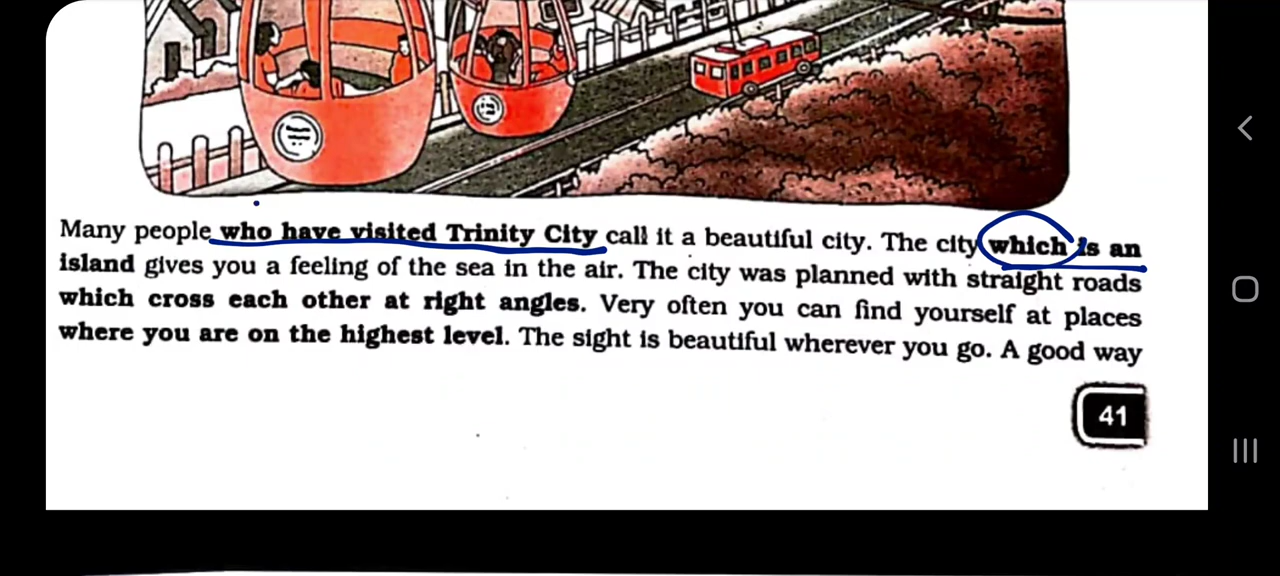 Many people who have visited Trinity City call it a beautiful city. The city which is an
island gives you a feeling of the sea in the air. The city was planned with straight roads
which cross each other at right angles. Very often you can find yourself at places
where you are on the highest level. The sight is beautiful wherever you go. A good way
41